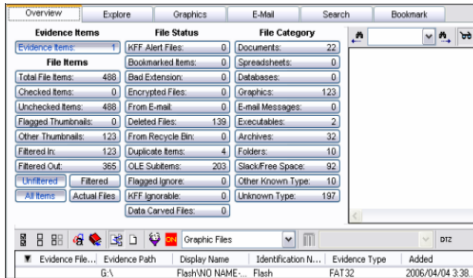 Overview Explore Graphics E-Mail Search Bookmark
Evidence Items File Status File Category
Evidence Items: 1 KFF Alert Files: 0 Documents: 22
File Items Bookmarked Items: 0 Spreadsheets: 0
Total File Items: 488 Bad Extension: 0 Databases: 0
Checked Items: 0 Encrypted Files: 0 Graphics: 123
Unchecked Items: 488 From E-mail: 0 E-mail Messages: 0
Flagged Thumbnails: 0 Deleted Files: 139 Executables: 2
Other Thumbnails: 123 From Recycle Bin: 0 Archives: 32
Filtered In: 123 Duplicate Items: 4 Folders: 10
Filtered Out: 365 OLE Subitems: 203 Slack/Free Space: 92
Unfiltered Filtered Flagged Ignore: 0 Other Known Type: 10
All Items Actual Files KFF Ignorable: 0 Unknown Type: 197
Data Carved Files: 0
ON Graphic Files DTZ
Evidence File... Evidence Path Display Name Identification N... Evidence Type Added
G:\ Flash\NO NAME-... Flash FAT32 2006/04/04 3:38